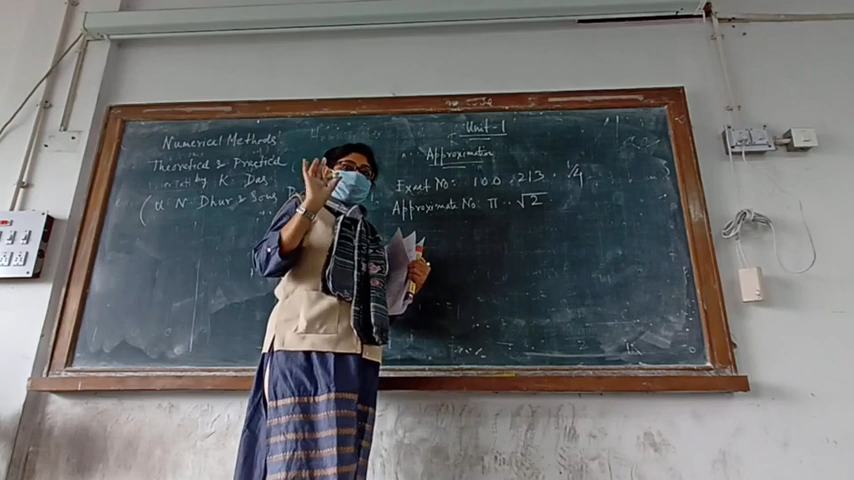 Numerical Methods
Theoretical & Practical
by K. Das
(U. N. Dhur & Sons
Unit-1
Approximation
Exact No: 100, 213, 1/4
Approximate No: π .. √2